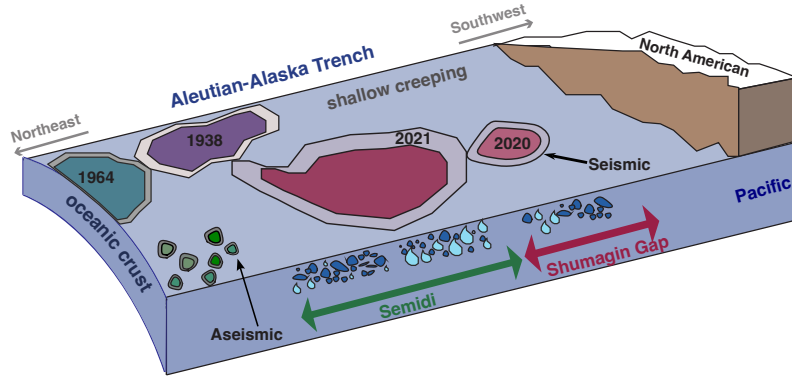 Southwest
North American
Aleutian-Alaska Trench
shallow creeping
Northeast
1938
2021
2020
Seismic
1964
oceanic crust
Pacific
Shumagin Gap
Semidi
Aseismic